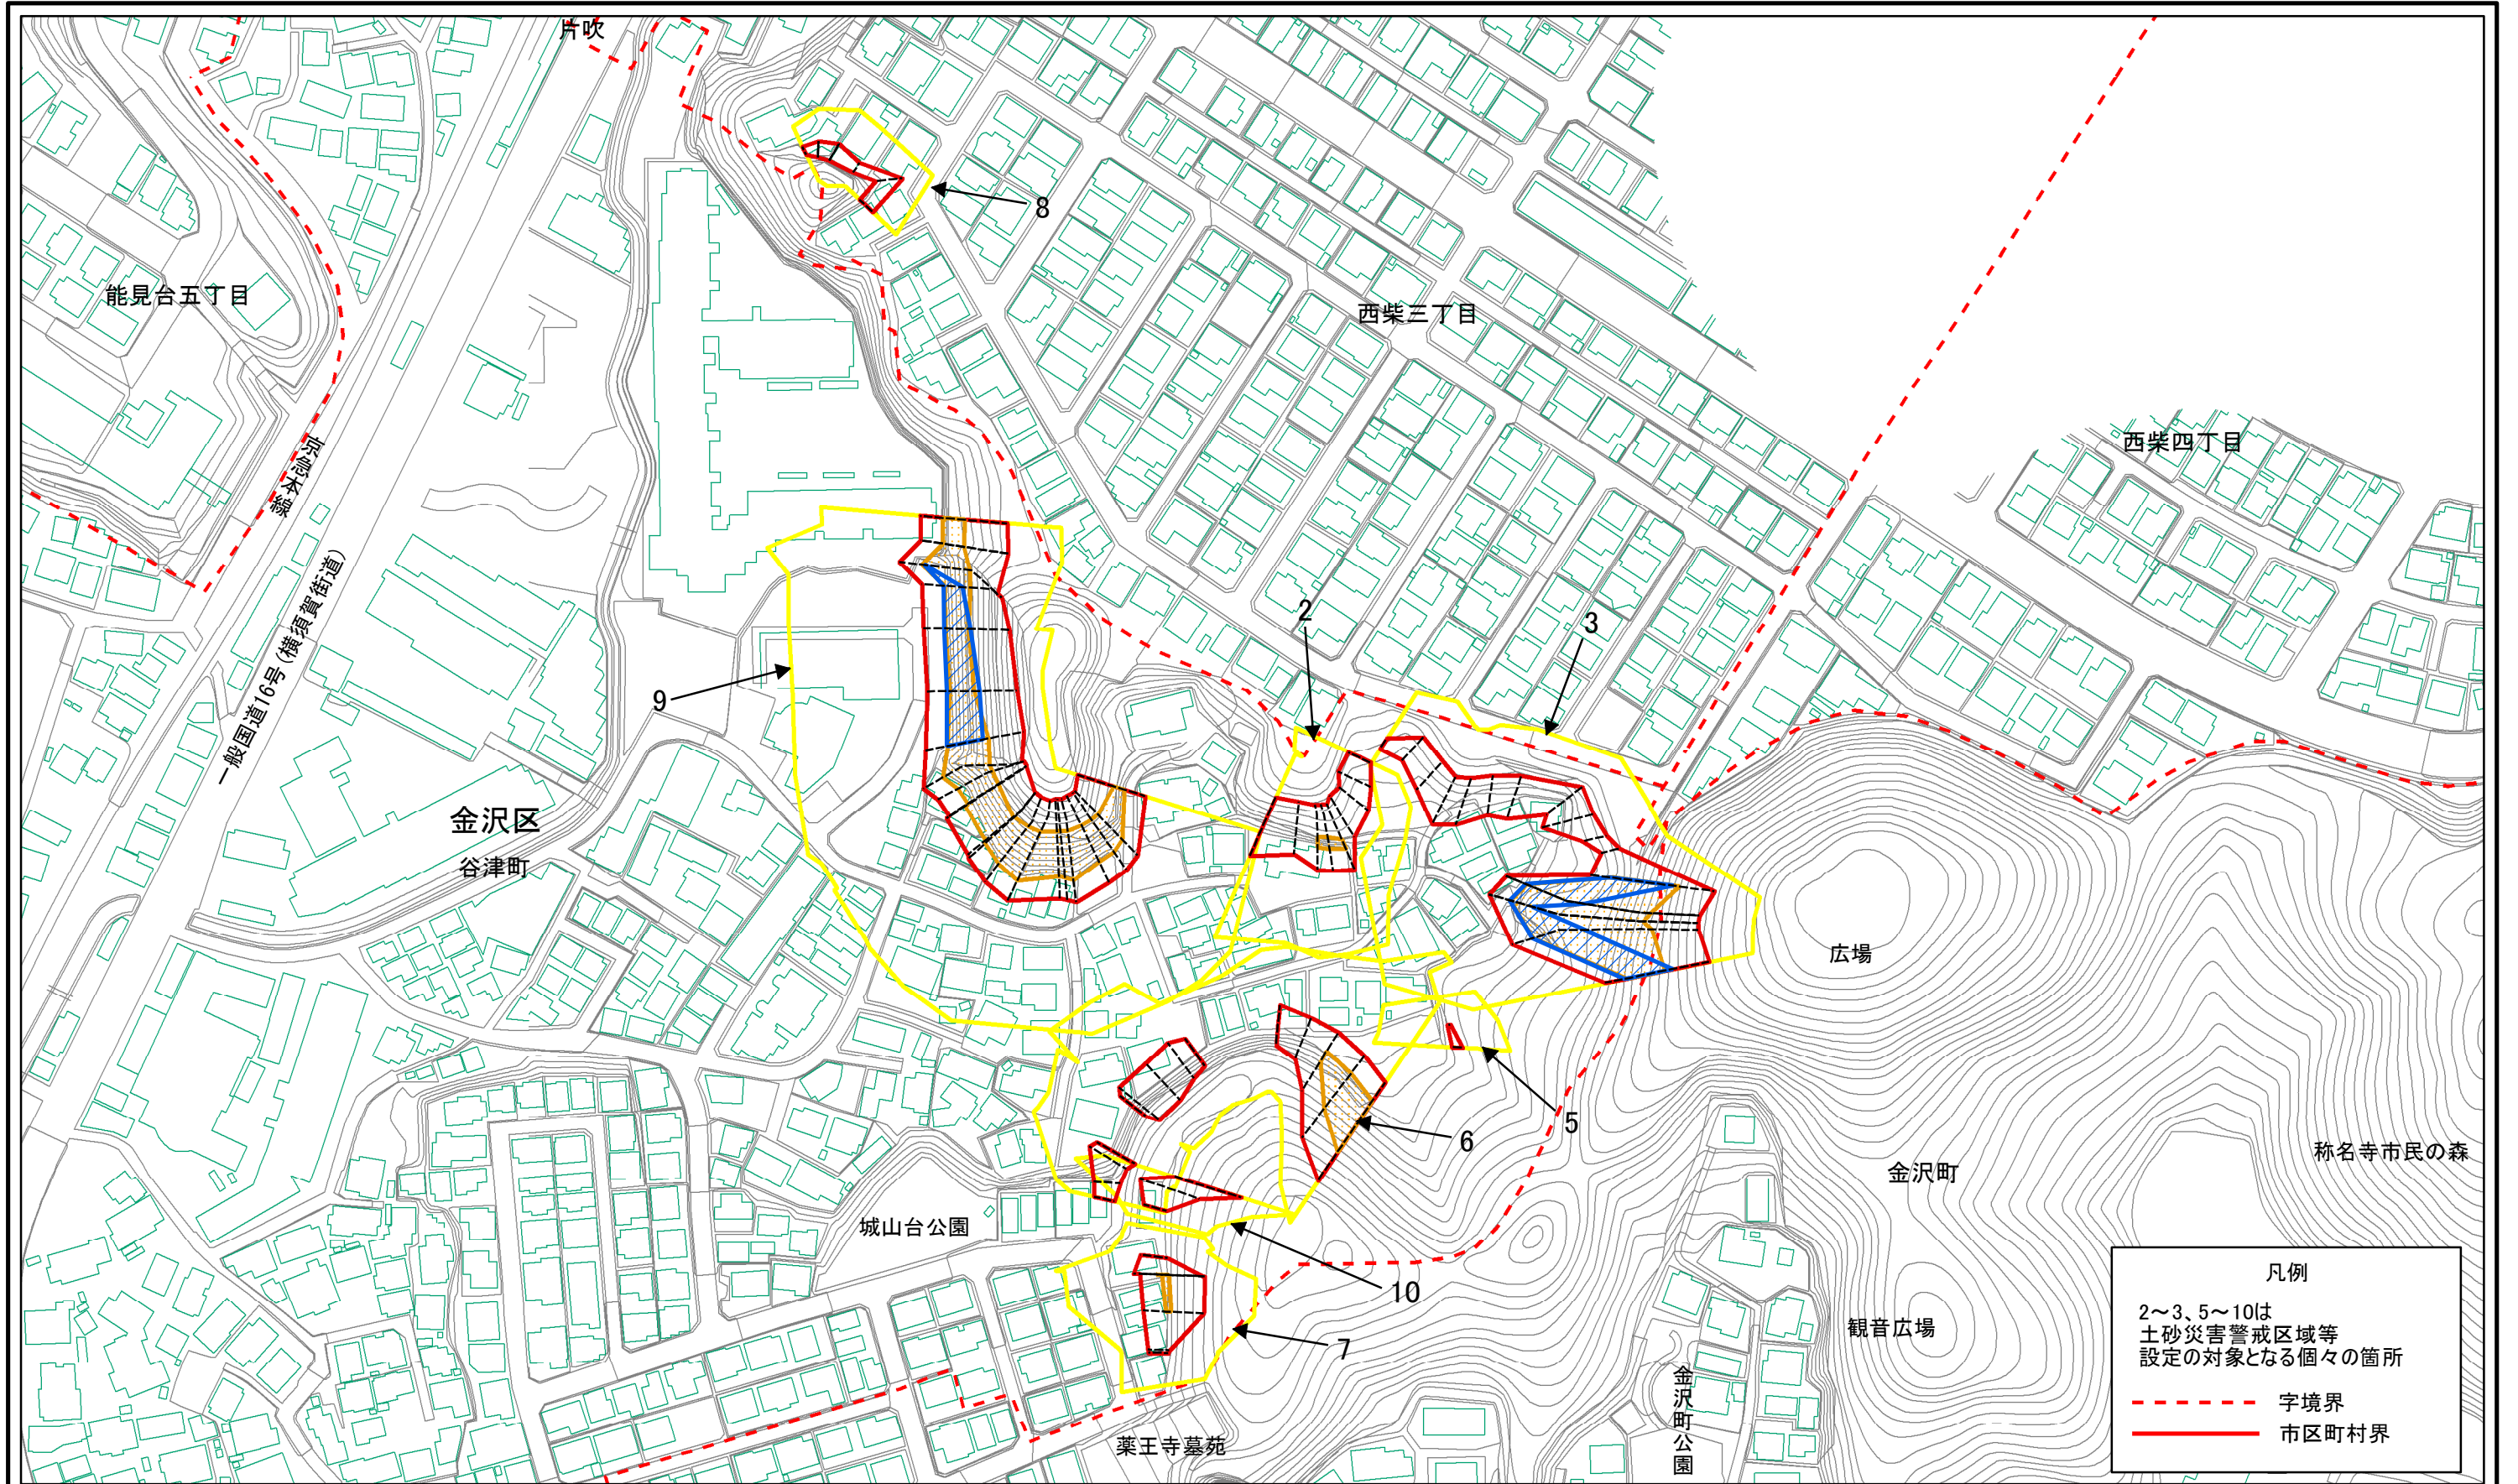 片吹
8
能見台五丁目
西柴三丁目
西柴四丁目
京急本線
一般国道16号(横須賀街道)
2
3
9
金沢区
谷津町
広場
5
6
称名寺市民の森
金沢町
城山台公園
10
7
観音広場
金沢町公園
薬王寺墓苑
凡例
2～3、5～10は
土砂災害警戒区域等
設定の対象となる個々の箇所
字境界
市区町村界